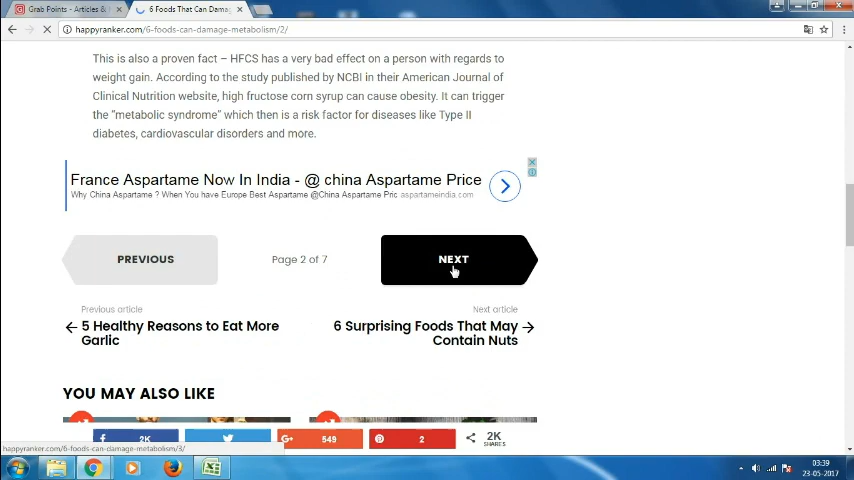 Grab Points - Articles &
6 Foods That Can Dama
happyranker.com/6-foods-can-damage-metabolism/2/
This is also a proven fact – HFCS has a very bad effect on a person with regards to
weight gain. According to the study published by NCBI in their American Journal of
Clinical Nutrition website, high fructose corn syrup can cause obesity. It can trigger
the "metabolic syndrome" which then is a risk factor for diseases like Type II
diabetes, cardiovascular disorders and more.
France Aspartame Now In India - @ china Aspartame Price
Why China Aspartame ? When You have Europe Best Aspartame @China Aspartame Pric aspartameindia.com
PREVIOUS
Page 2 of 7
NEXT
Previous article
5 Healthy Reasons to Eat More
Garlic
Next article
6 Surprising Foods That May
Contain Nuts
YOU MAY ALSO LIKE
2K
549
2
2K
SHARES
happyranker.com/6-foods-can-damage-metabolism/3/
03:39
23-05-2017